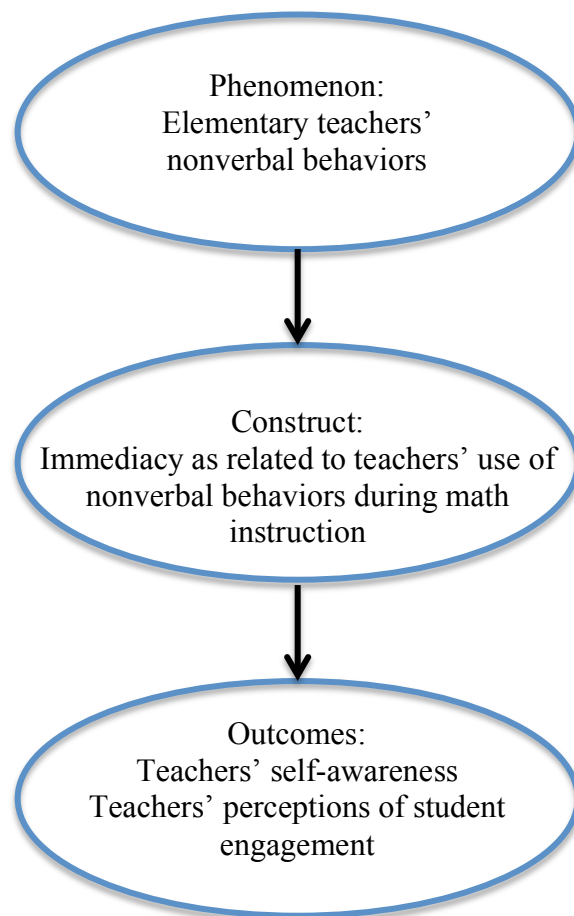 Phenomenon:
Elementary teachers’
nonverbal behaviors
Construct:
Immediacy as related to teachers’ use of
nonverbal behaviors during math
instruction
Outcomes:
Teachers’ self-awareness
Teachers’ perceptions of student
engagement